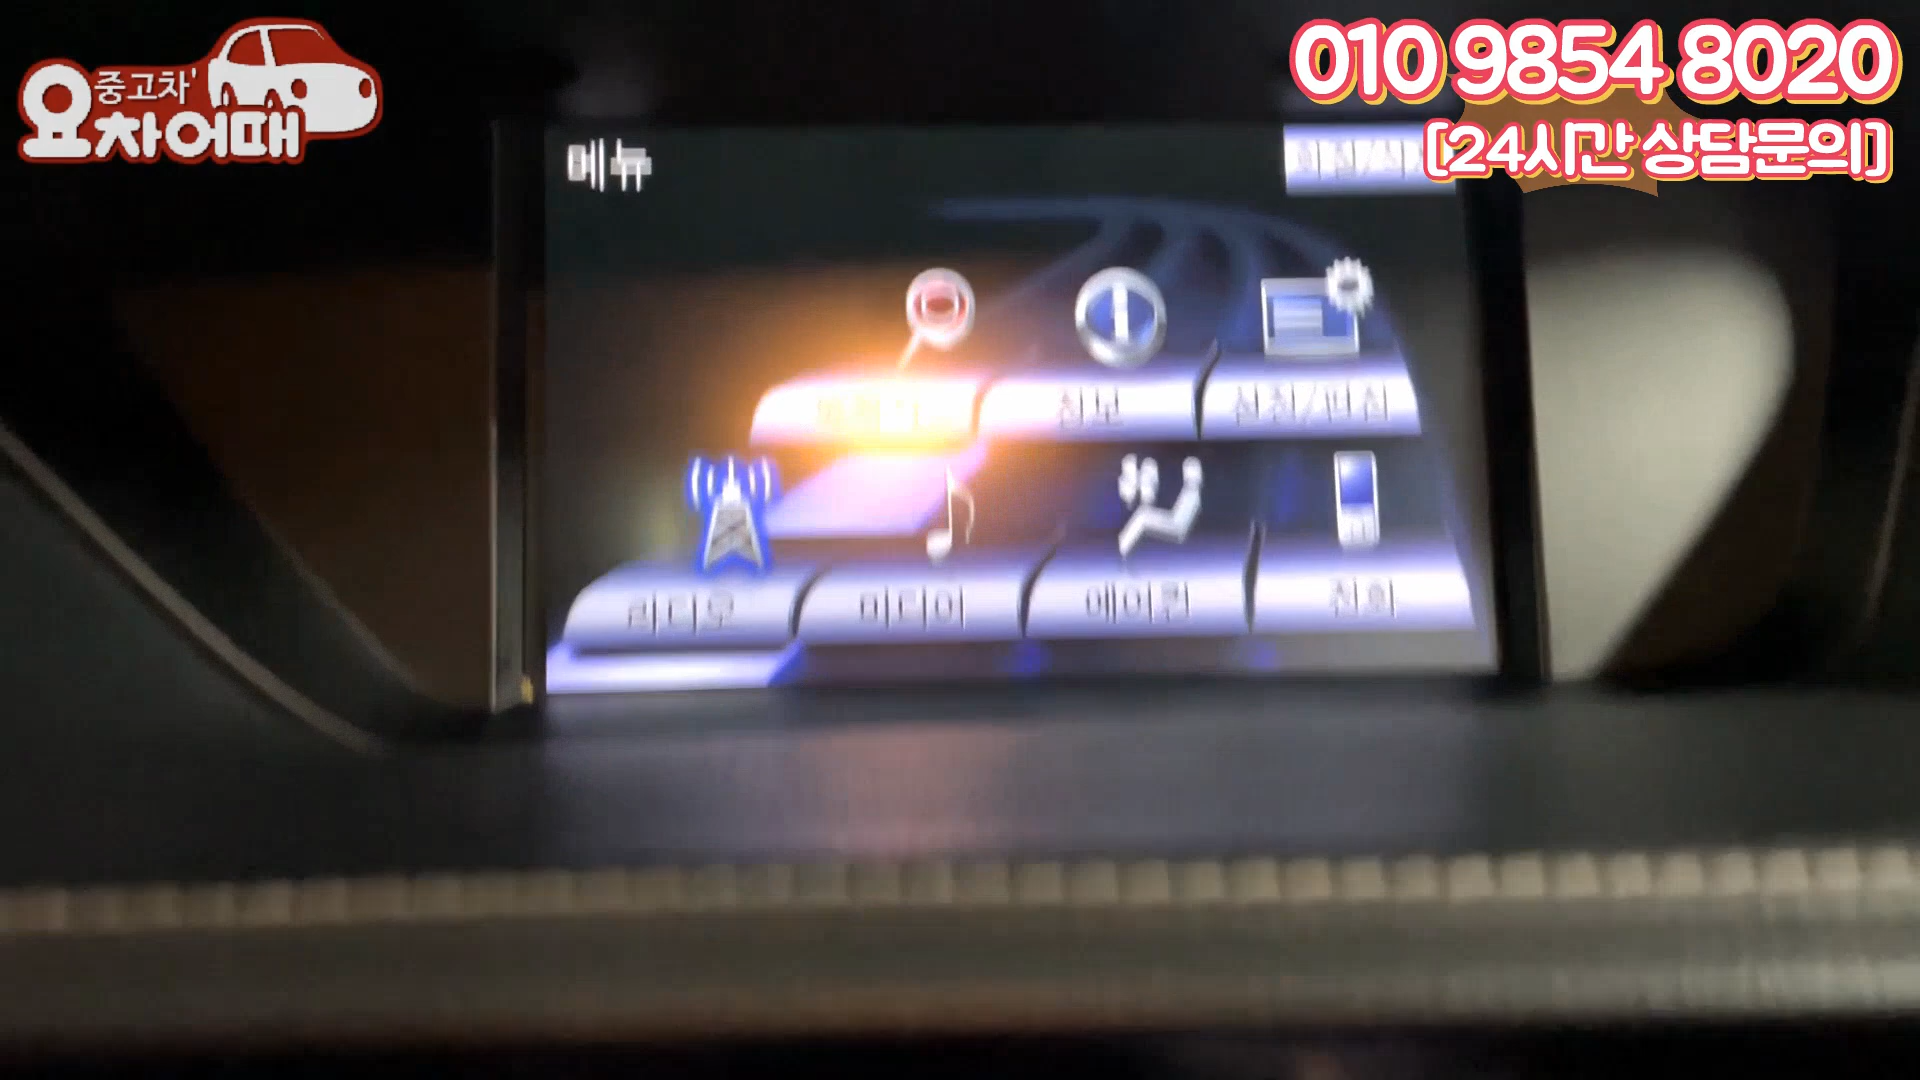 중고차'
요차어때
010 9854 8020
[24시간 상담문의]
메뉴
정보
설정/편집
라디오
미디어
에어컨
전화